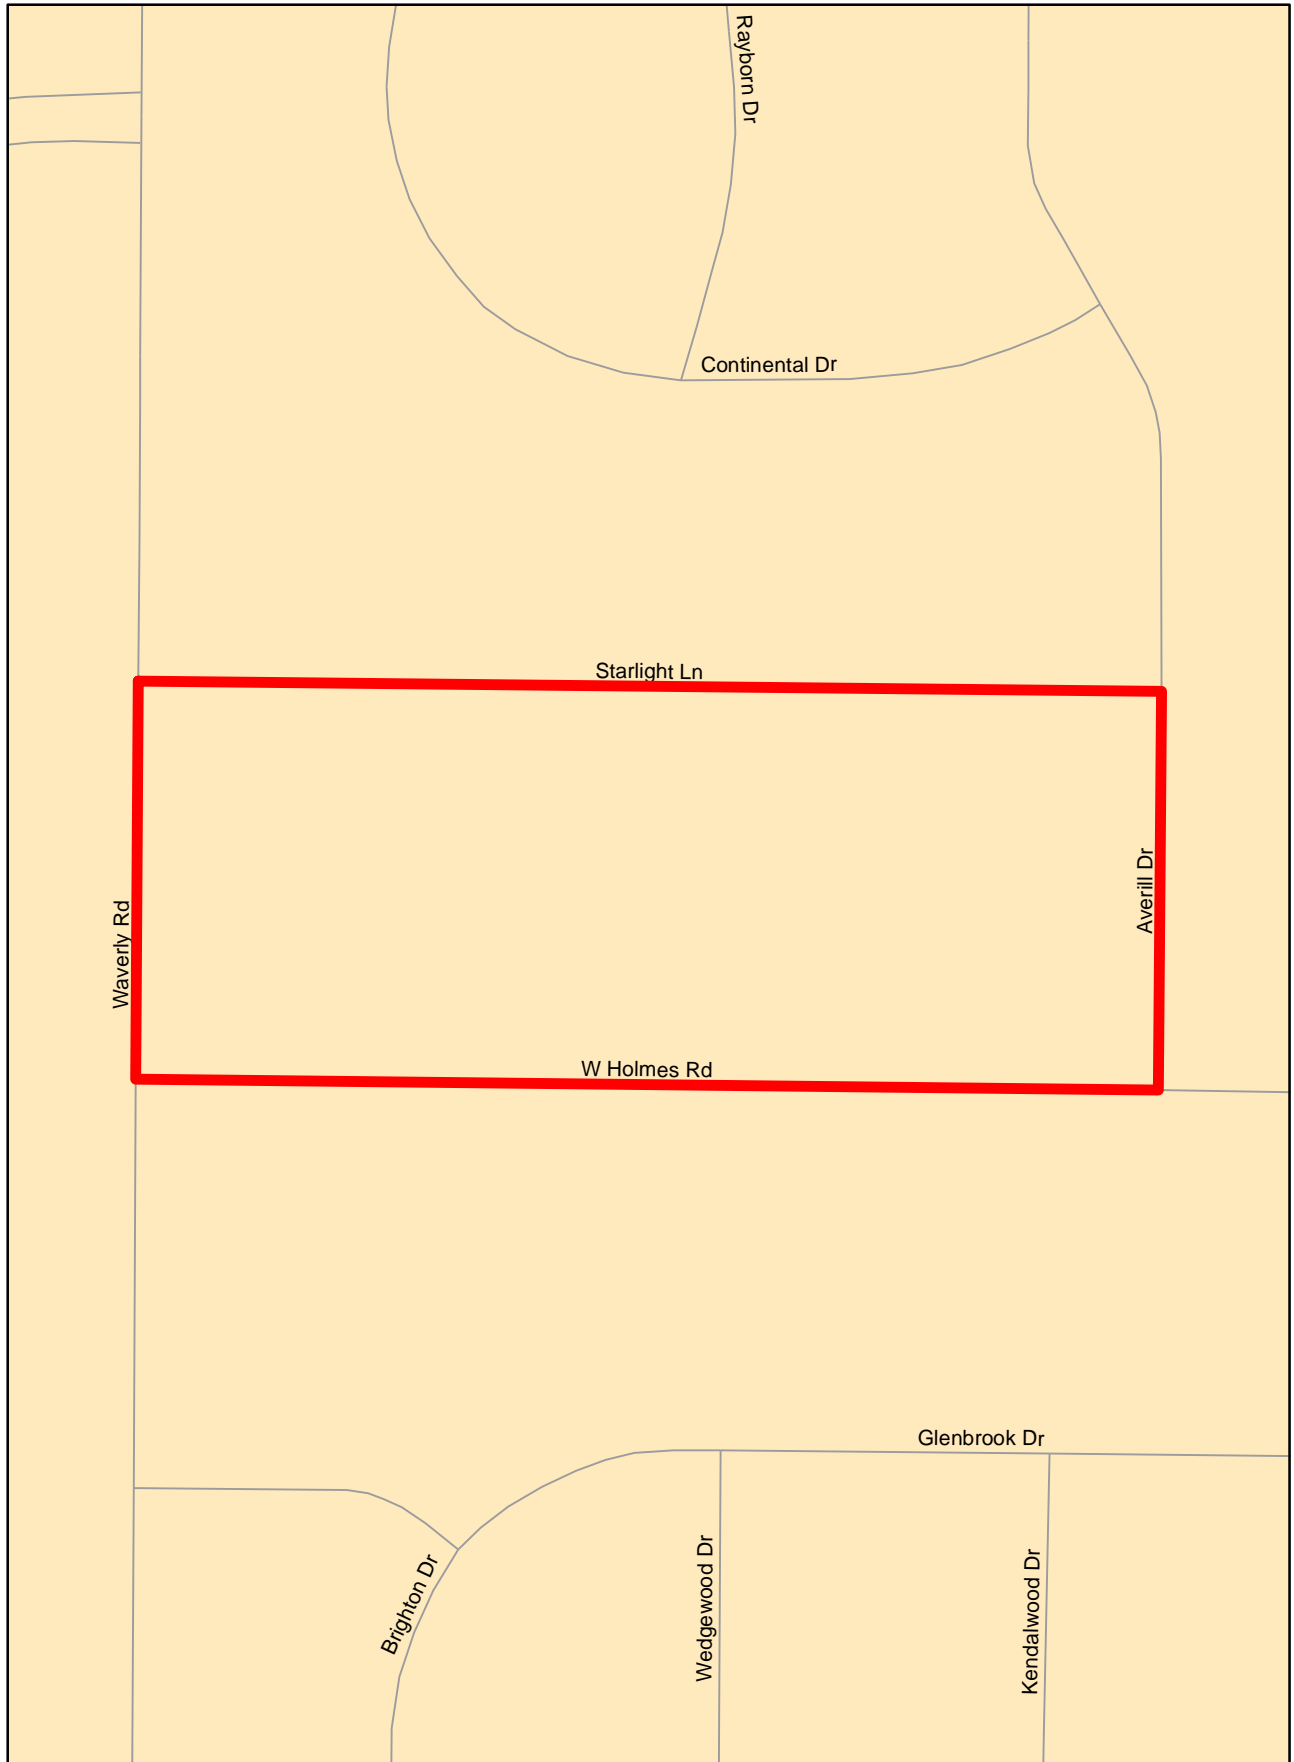 Rayborn Dr
Continental Dr
Starlight Ln
Averill Dr
Waverly Rd
W Holmes Rd
Glenbrook Dr
Brighton Dr
Wedgewood Dr
Kendalwood Dr